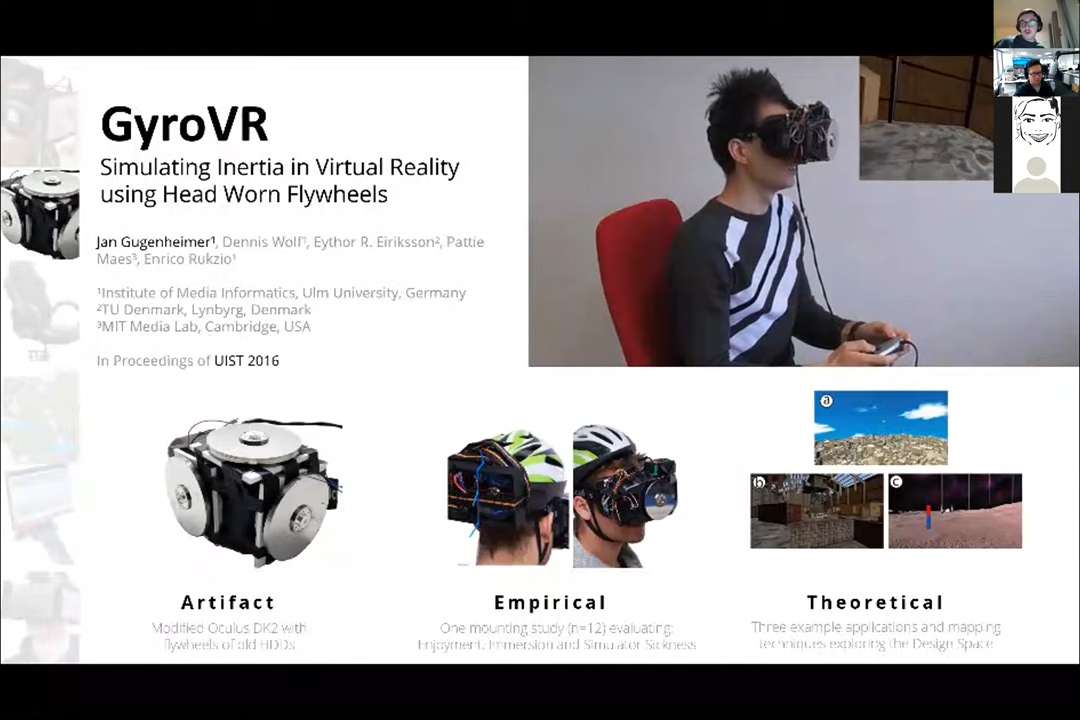 GyroVR
Simulating Inertia in Virtual Reality
using Head Worn Flywheels
Jan Gugenheimer¹, Dennis Wolf¹, Eythor R. Eiriksson², Pattie
Maes³, Enrico Rukzio¹
¹Institute of Media Informatics, Ulm University, Germany
²TU Denmark, Lynbyrg, Denmark
³MIT Media Lab, Cambridge, USA
In Proceedings of UIST 2016
a
b
c
Artifact
Modified Oculus DK2 with
flywheels of old HDDs
Empirical
One mounting study (n=12) evaluating:
Enjoyment, Immersion and Simulator Sickness
Theoretical
Three example applications and mapping
techniques exploring the Design Space